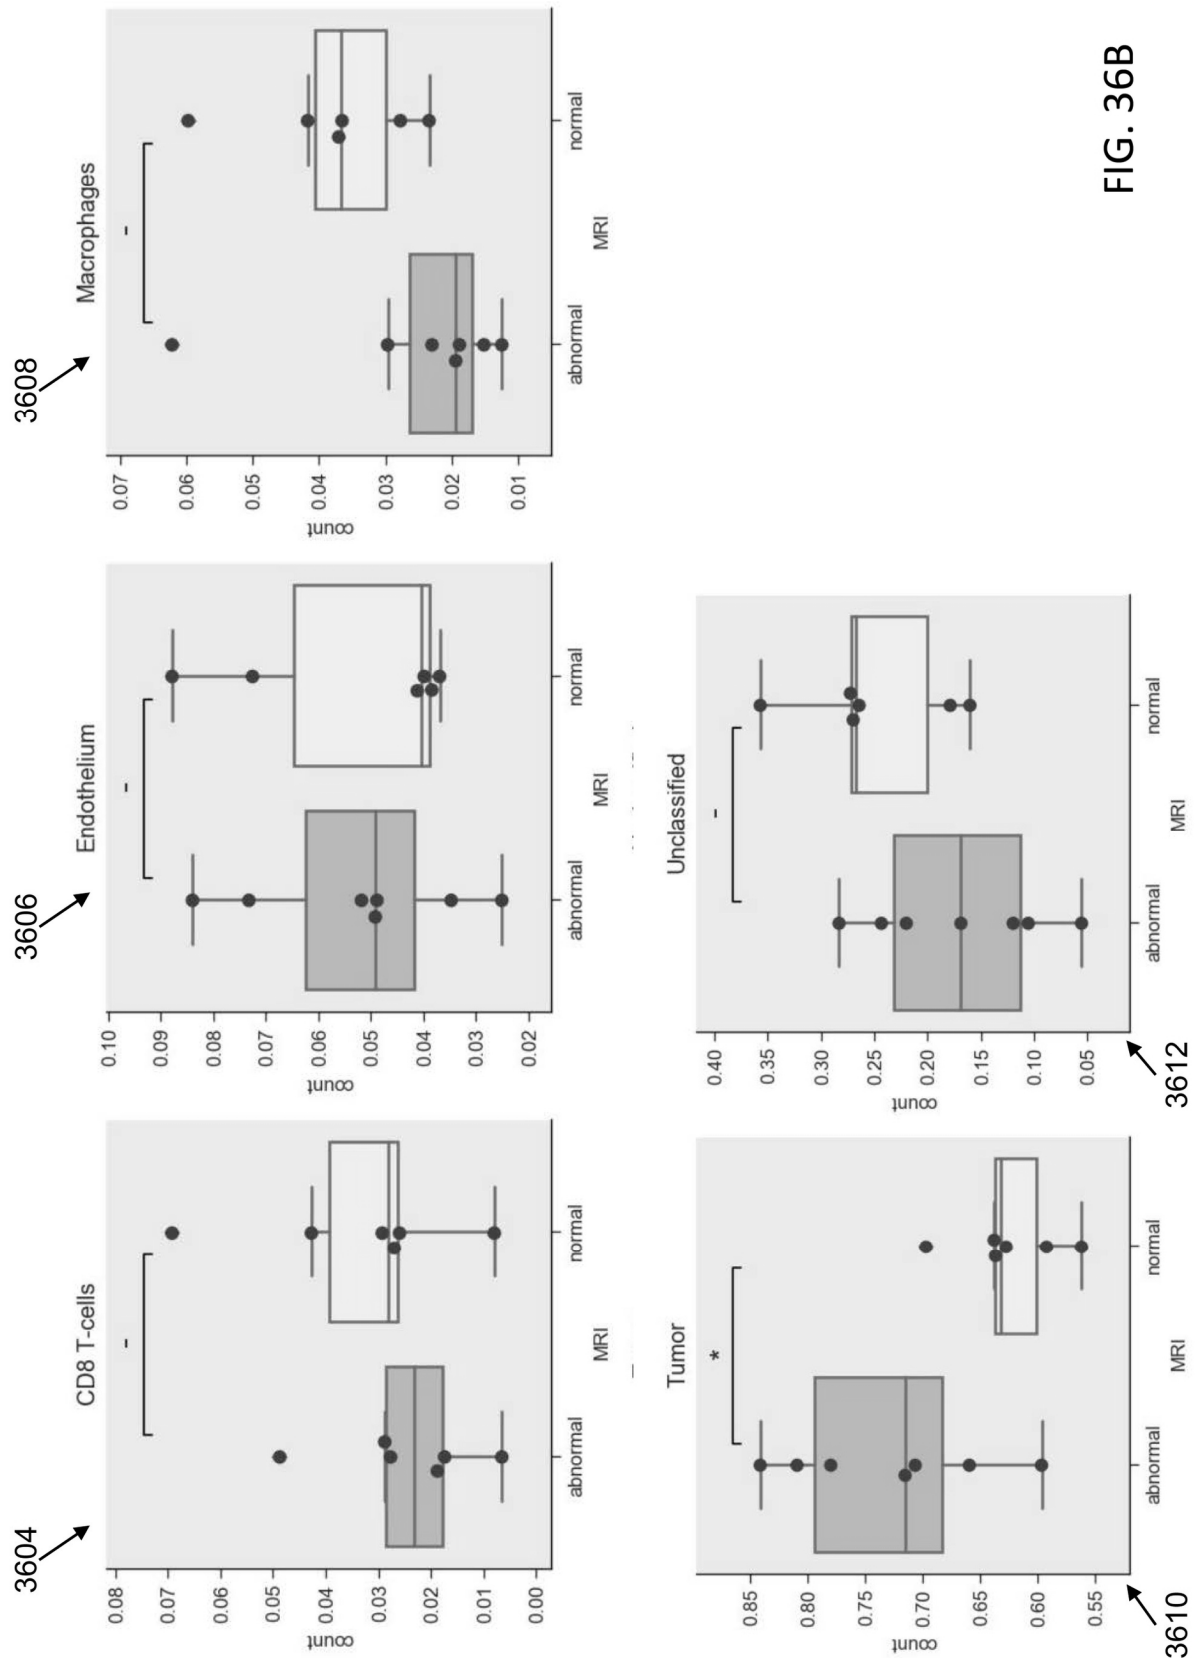 3604
CD8 T-cells
-
0.08
0.07
0.06
0.05
0.04
0.03
0.02
0.01
0.00
count
abnormal
normal
MRI
3606
Endothelium
-
0.10
0.09
0.08
0.07
0.06
0.05
0.04
0.03
0.02
count
abnormal
normal
MRI
3608
Macrophages
-
0.07
0.06
0.05
0.04
0.03
0.02
0.01
count
abnormal
normal
MRI
Tumor
*
0.85
0.80
0.75
0.70
0.65
0.60
0.55
count
abnormal
normal
MRI
3610
Unclassified
-
0.40
0.35
0.30
0.25
0.20
0.15
0.10
0.05
count
abnormal
normal
MRI
3612
FIG. 36B